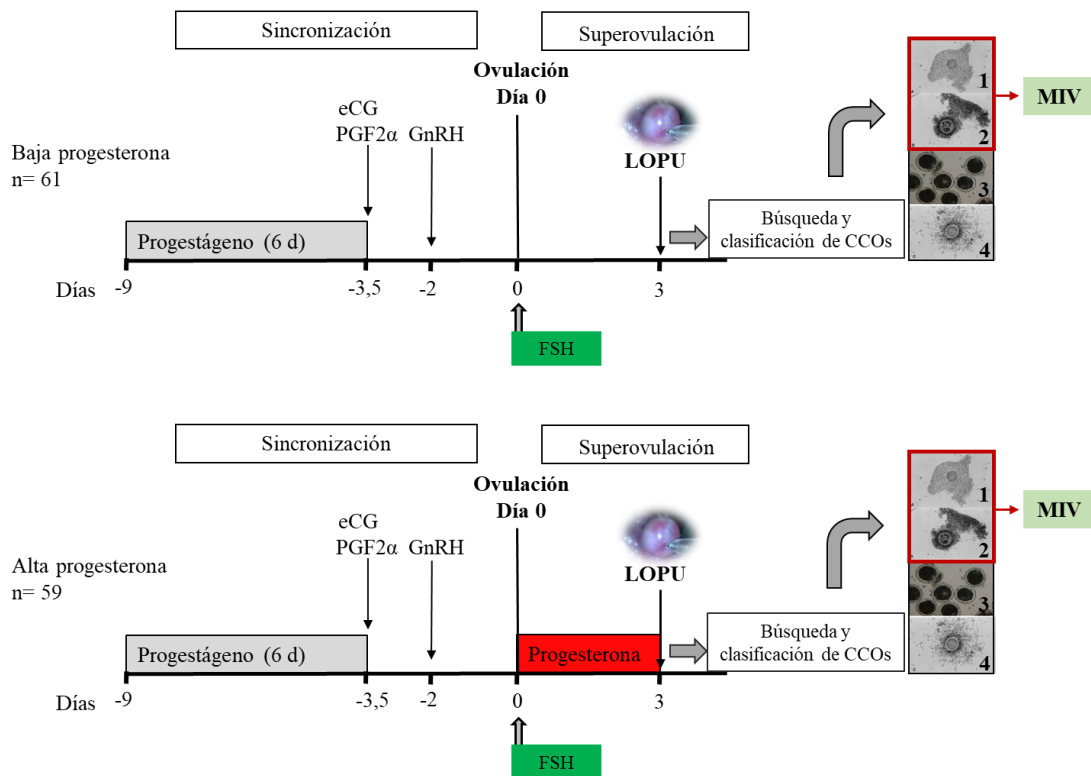 Sincronización
Superovulación
Ovulación
Día 0
eCG
PGF2α GnRH
Baja progesterona
n= 61
LOPU
Progestágeno (6 d)
Búsqueda y
clasificación de CCOs
1
2
3
4
MIV
Días -9 -3,5 -2 0 3
FSH
Sincronización
Superovulación
Ovulación
Día 0
eCG
PGF2α GnRH
Alta progesterona
n= 59
LOPU
Progestágeno (6 d)
Progesterona
Búsqueda y
clasificación de CCOs
1
2
3
4
MIV
Días -9 -3,5 -2 0 3
FSH